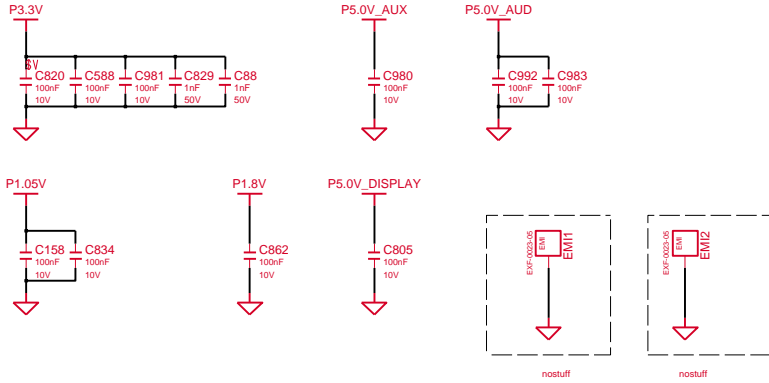 P3.3V
P5.0V_AUX
P5.0V_AUD
$V
C820
100nF
10V
C588
100nF
10V
C981
100nF
10V
C829
1nF
50V
C88
1nF
50V
C980
100nF
10V
C992
100nF
10V
C983
100nF
10V
P1.05V
P1.8V
P5.0V_DISPLAY
C158
100nF
10V
C834
100nF
10V
C862
100nF
10V
C805
100nF
10V
EXF-0023-05
EMI
EMI1
EXF-0023-05
EMI
EMI2
nostuff
nostuff